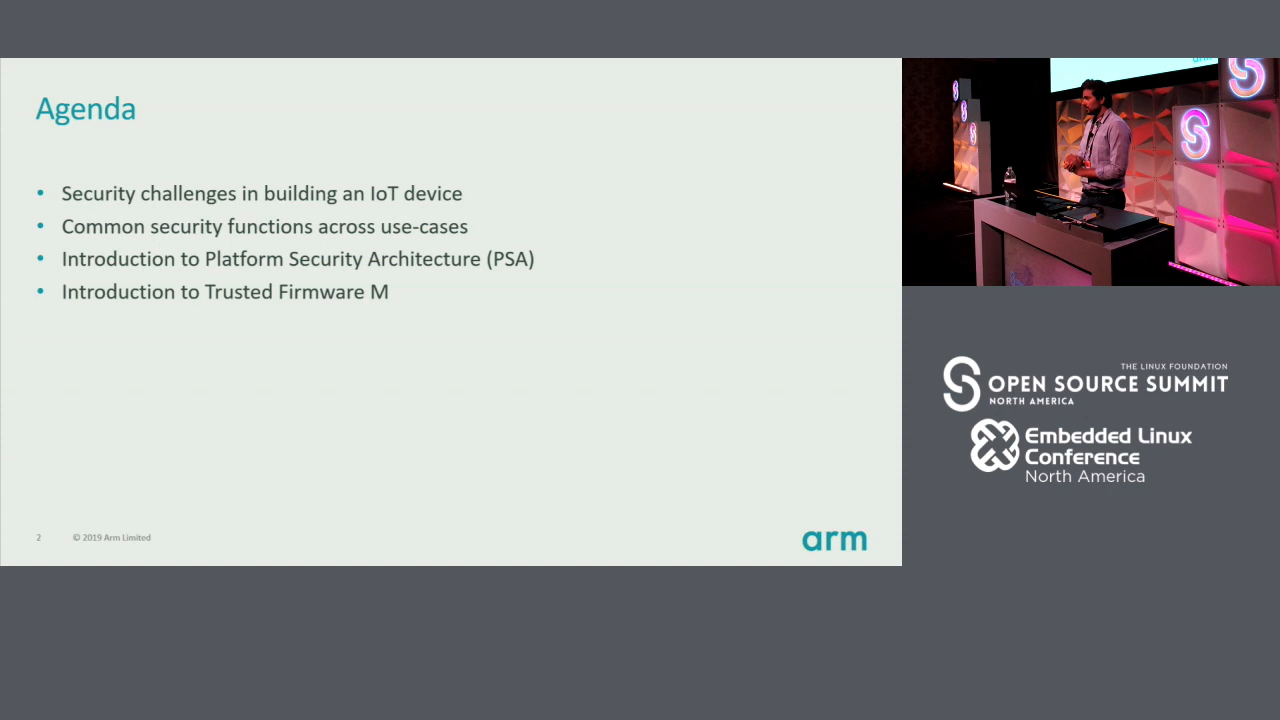 Agenda
• Security challenges in building an IoT device
• Common security functions across use-cases
• Introduction to Platform Security Architecture (PSA)
• Introduction to Trusted Firmware M
2 © 2019 Arm Limited
arm
arm
THE LINUX FOUNDATION
OPEN SOURCE SUMMIT
NORTH AMERICA
Embedded Linux
Conference
North America